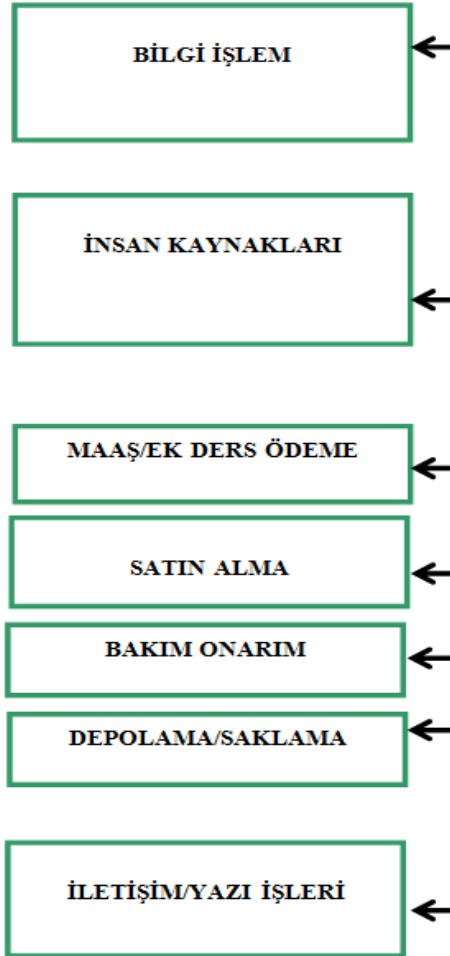 BİLGİ İŞLEM
İNSAN KAYNAKLARI
MAAŞ/EK DERS ÖDEME
SATIN ALMA
BAKIM ONARIM
DEPOLAMA/SAKLAMA
İLETİŞİM/YAZI İŞLERİ